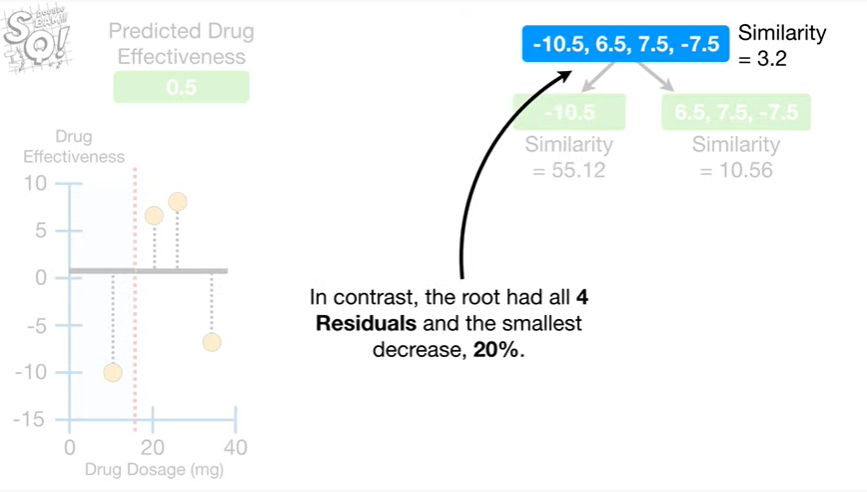 DOUBLE
BAM!!!
SQ!
Predicted Drug
Effectiveness
0.5
-10.5, 6.5, 7.5, -7.5
Similarity
= 3.2
-10.5
6.5, 7.5, -7.5
Similarity
= 55.12
Similarity
= 10.56
Drug
Effectiveness
10
5
0
-5
-10
-15
0
20
40
Drug Dosage (mg)
In contrast, the root had all 4
Residuals and the smallest
decrease, 20%.